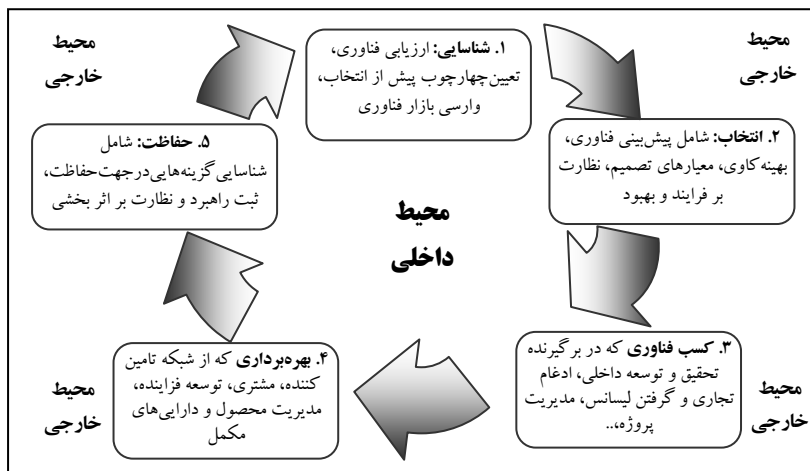 محیط
خارجی
۱. شناسایی: ارزیابی فناوری،
تعیین چهارچوب پیش از انتخاب،
وارسی بازار فناوری
محیط
خارجی
۲. انتخاب: شامل پیش‌بینی فناوری،
بهینه‌کاوی، معیارهای تصمیم، نظارت
بر فرایند و بهبود
۵. حفاظت: شامل
شناسایی گزینه‌هایی در جهت حفاظت،
ثبت راهبرد و نظارت بر اثر بخشی
محیط
داخلی
۳. کسب فناوری که در برگیرنده
تحقیق و توسعه داخلی، ادغام
تجاری و گرفتن لیسانس، مدیریت
پروژه،..
محیط
خارجی
۴. بهره‌برداری که از شبکه تامین
کننده، مشتری، توسعه فزاینده،
مدیریت محصول و دارایی‌های
مکمل
محیط
خارجی